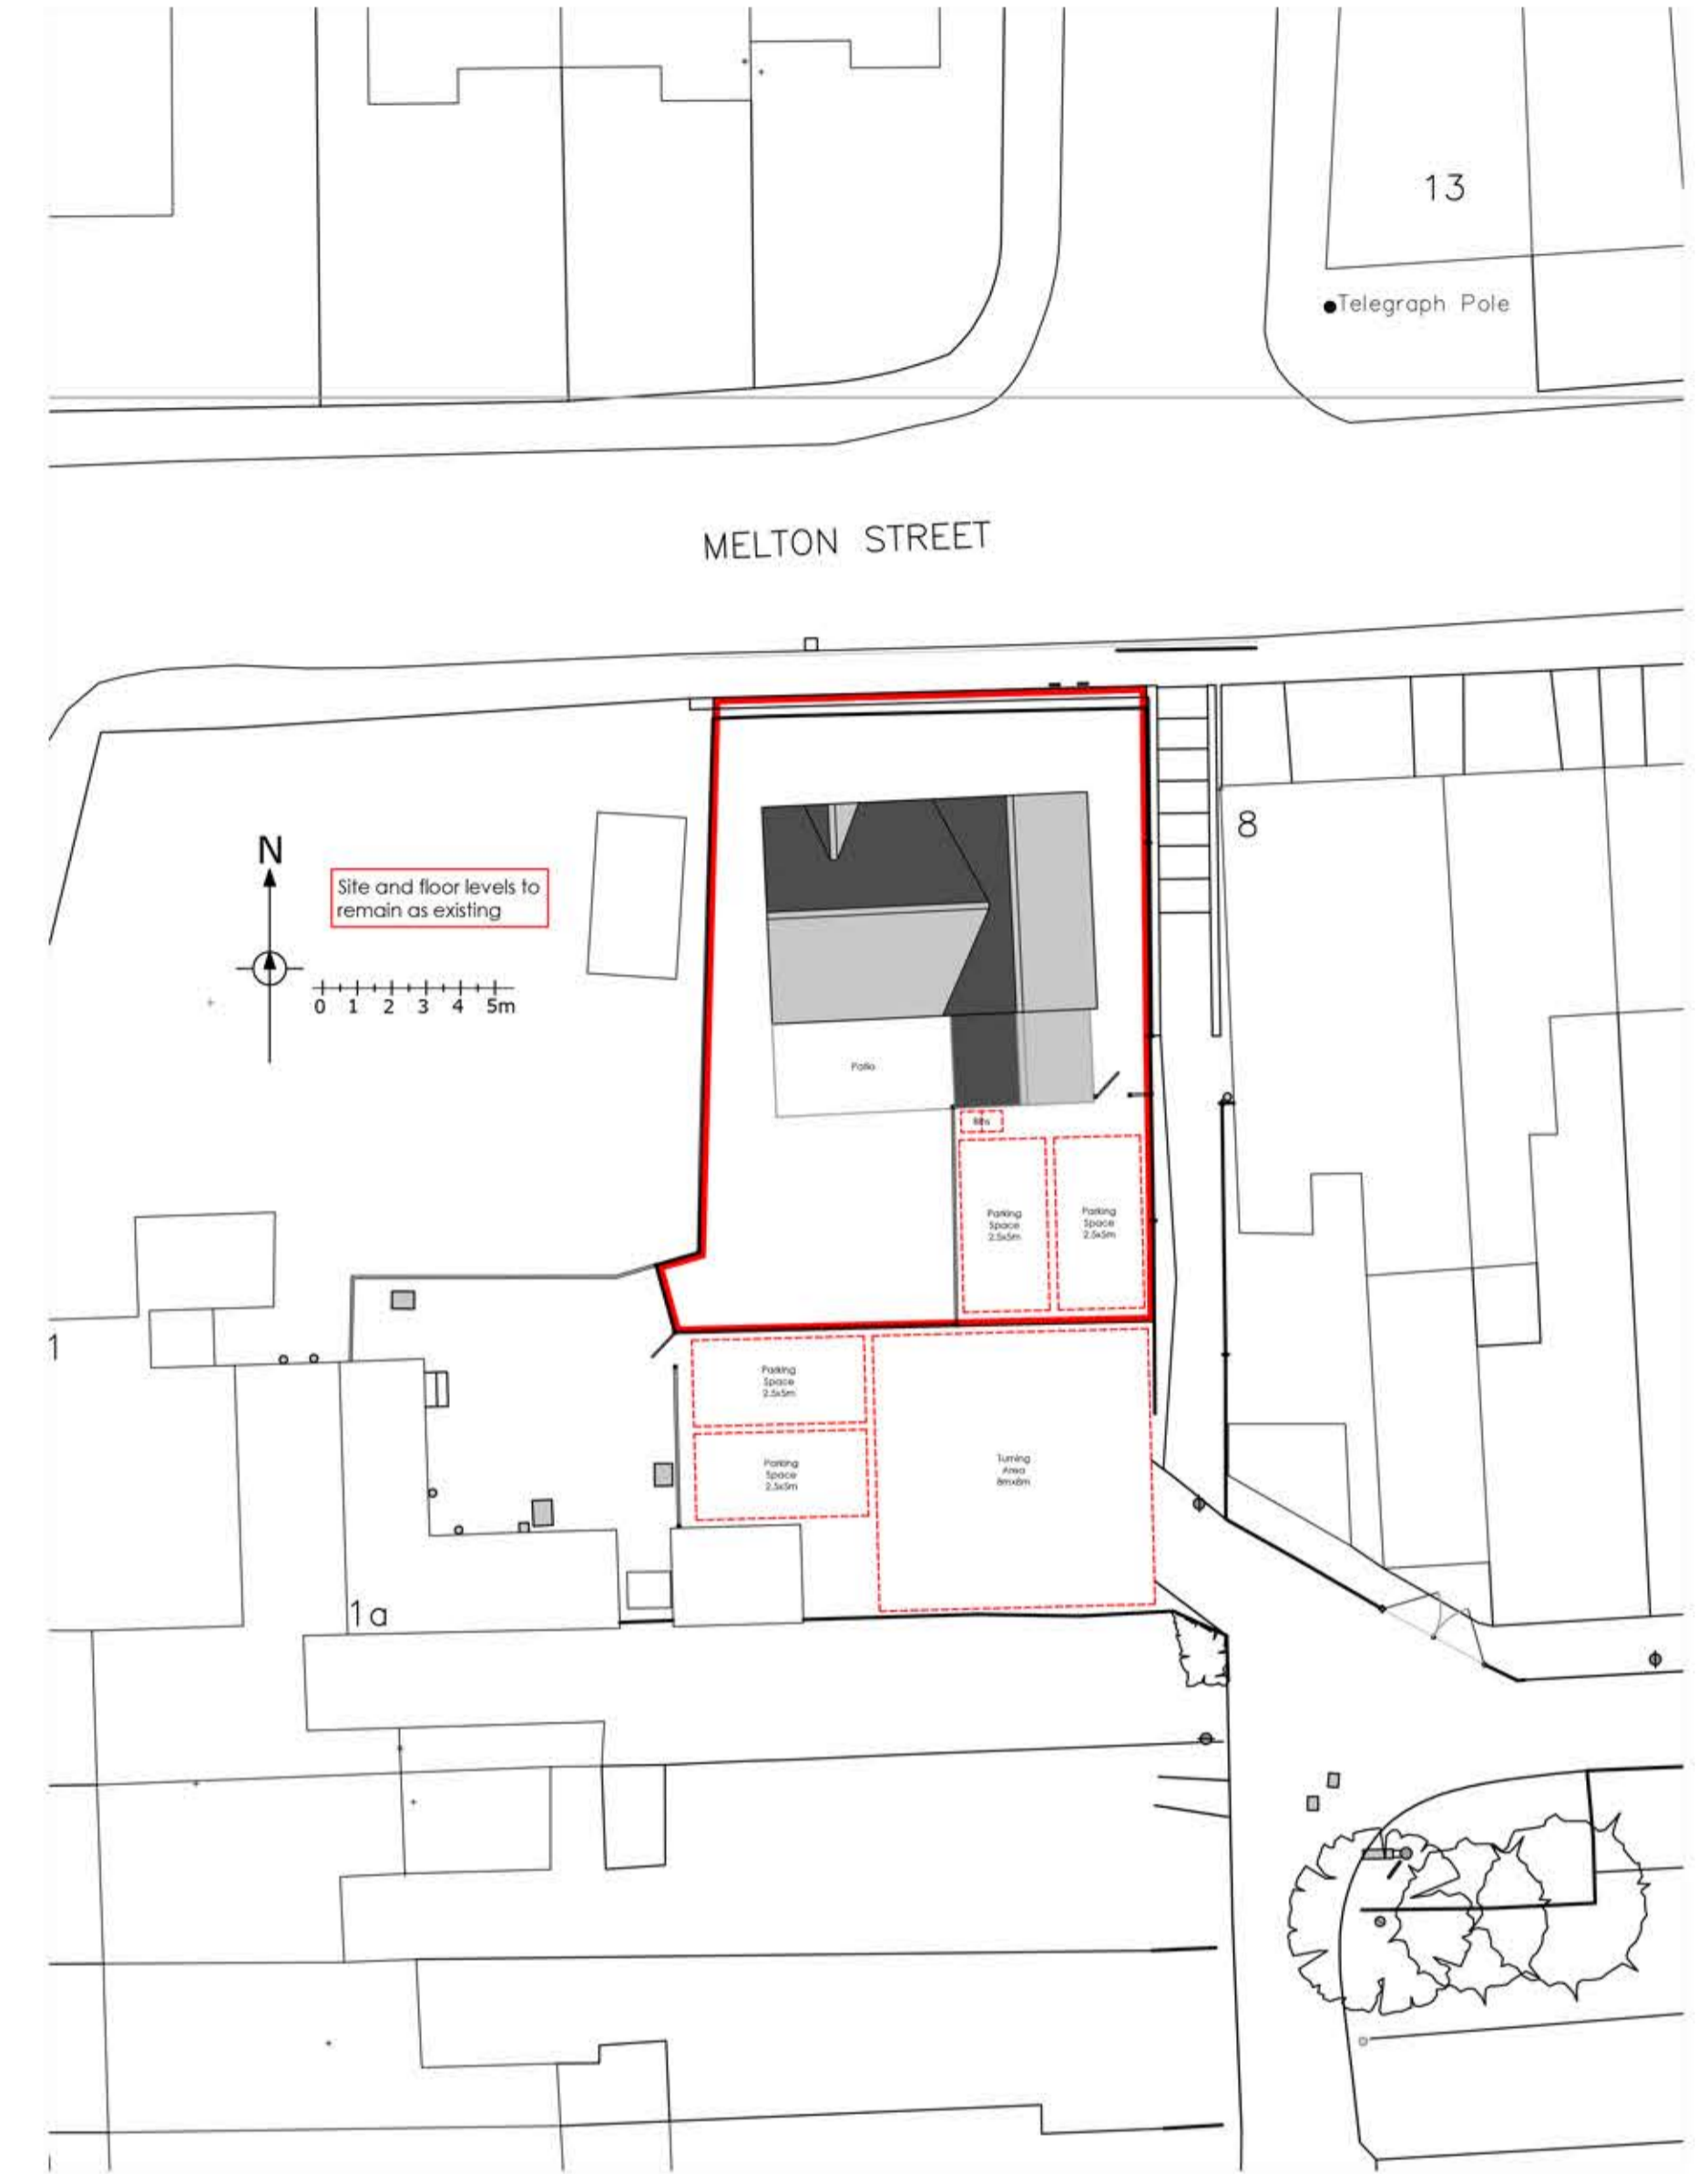 13
Telegraph Pole
MELTON STREET
8
N
Site and floor levels to
remain as existing
0 1 2 3 4 5m
Patio
Bins
Parking
Space
2.5x5m
Parking
Space
2.5x5m
1
Parking
Space
2.5x5m
Parking
Space
2.5x5m
Turning
Area
8mx8m
1a